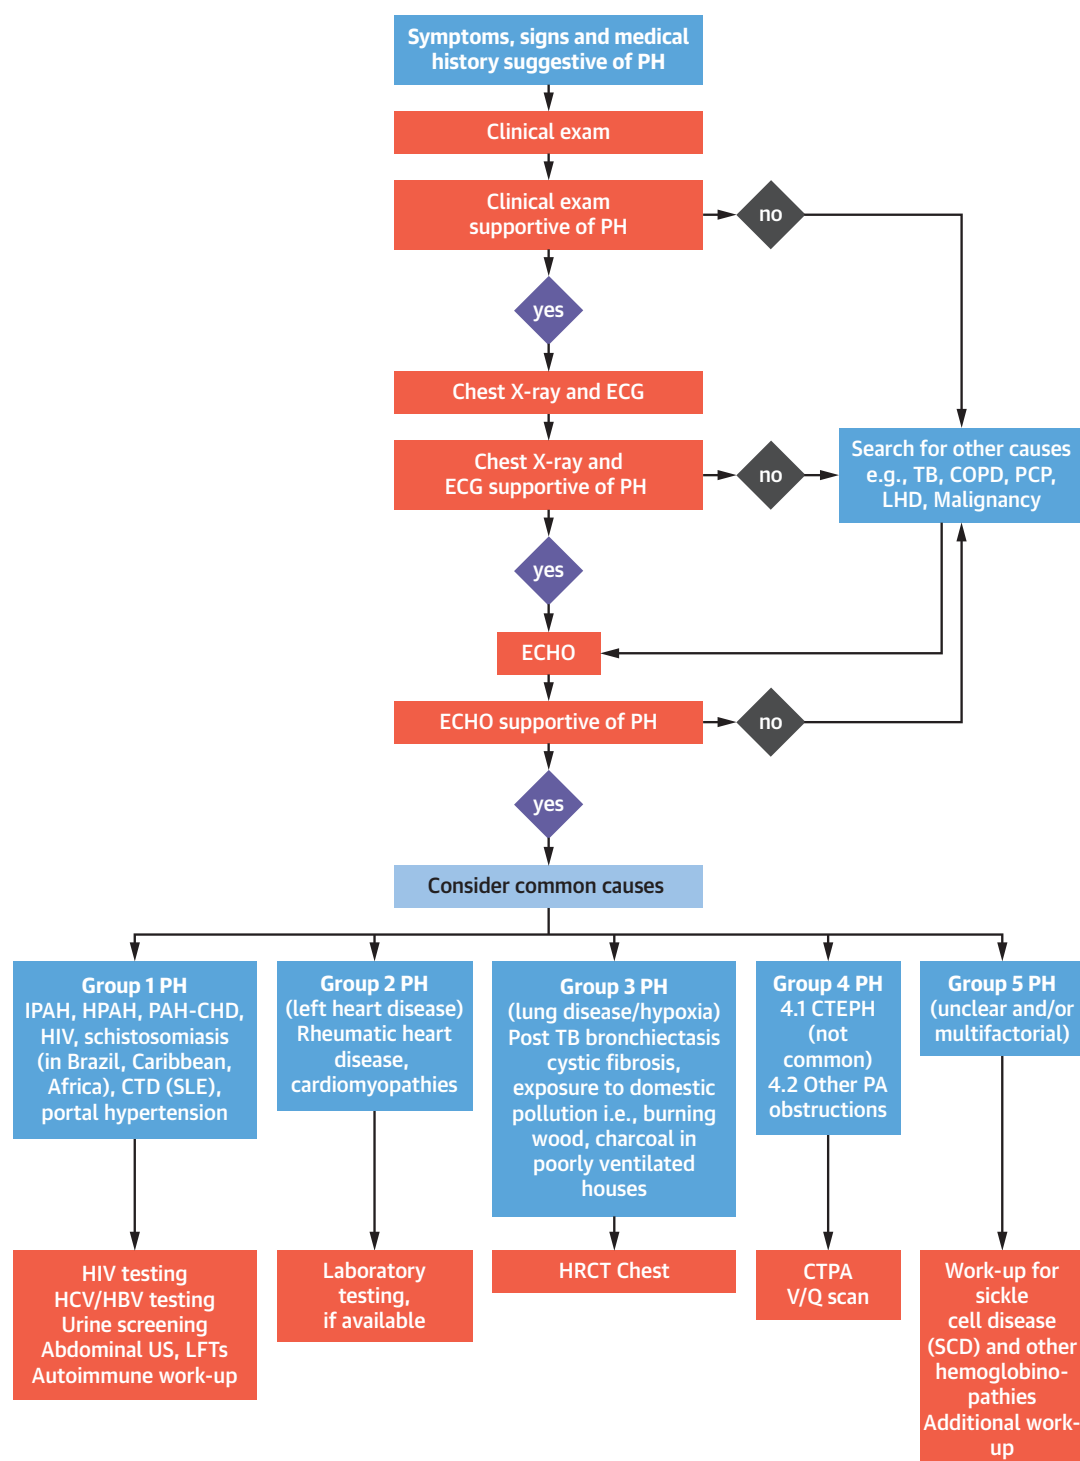 Symptoms, signs and medical
history suggestive of PH
Clinical exam
Clinical exam
supportive of PH
no
yes
Chest X-ray and ECG
Chest X-ray and
ECG supportive of PH
no
Search for other causes
e.g., TB, COPD, PCP,
LHD, Malignancy
yes
ECHO
ECHO supportive of PH
no
yes
Consider common causes
Group 1 PH
IPAH, HPAH, PAH-CHD,
HIV, schistosomiasis
(in Brazil, Caribbean,
Africa), CTD (SLE),
portal hypertension
Group 2 PH
(left heart disease)
Rheumatic heart
disease,
cardiomyopathies
Group 3 PH
(lung disease/hypoxia)
Post TB bronchiectasis
cystic fibrosis,
exposure to domestic
pollution i.e., burning
wood, charcoal in
poorly ventilated
houses
Group 4 PH
4.1 CTEPH
(not
common)
4.2 Other PA
obstructions
Group 5 PH
(unclear and/or
multifactorial)
HIV testing
HCV/HBV testing
Urine screening
Abdominal US, LFTs
Autoimmune work-up
Laboratory
testing,
if available
HRCT Chest
CTPA
V/Q scan
Work-up for
sickle
cell disease
(SCD) and other
hemoglobino-
pathies
Additional work-
up